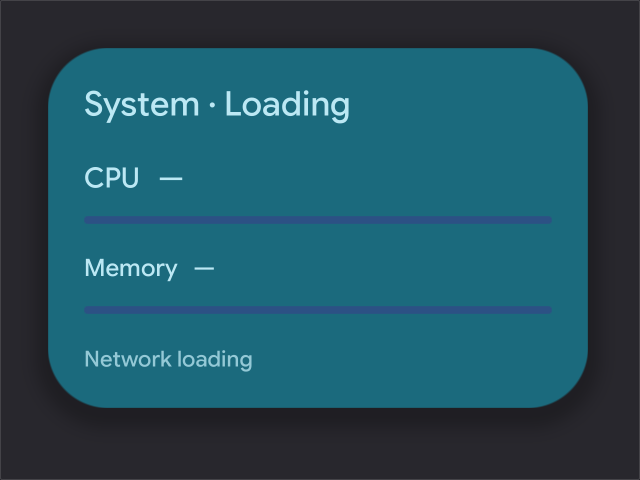 System · Loading
CPU —
Memory —
Network loading